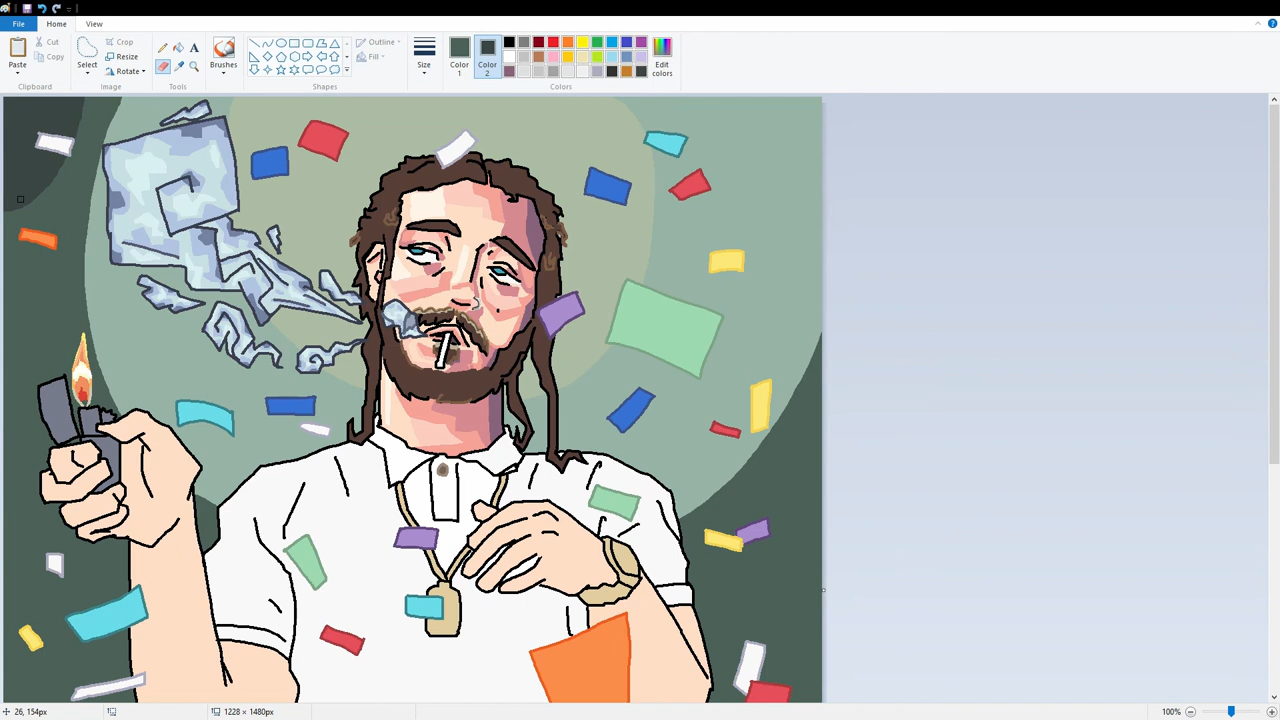 File Home View
Paste
Cut
Copy
Clipboard
Select
Crop
Resize
Rotate
Image
A
Tools
Brushes
Outline
Fill
Shapes
Size
Color 1
Color 2
Edit colors
Colors
26, 154px 1228 × 1480px 100%